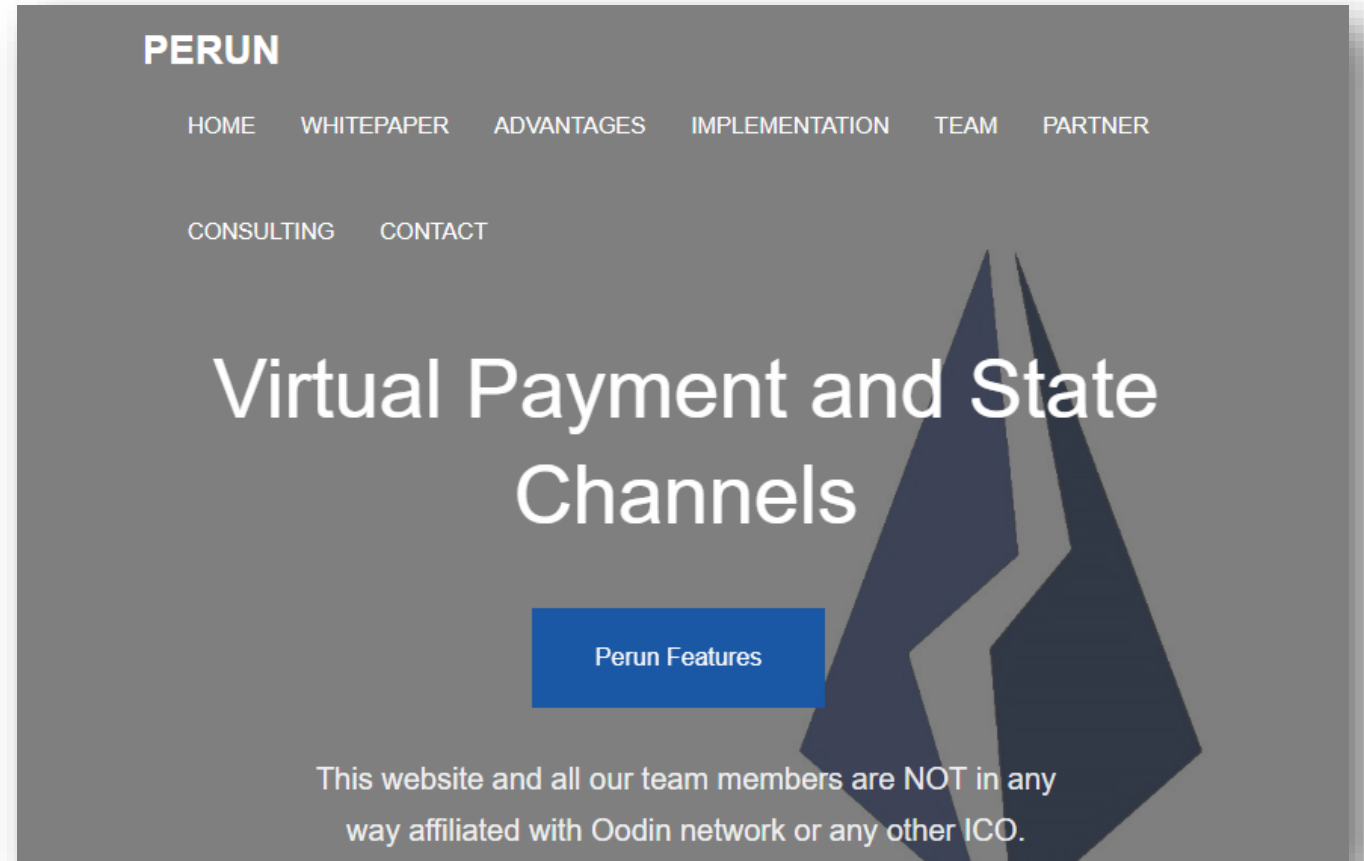 PERUN
HOME WHITEPAPER ADVANTAGES IMPLEMENTATION TEAM PARTNER
CONSULTING CONTACT
Virtual Payment and State
Channels
Perun Features
This website and all our team members are NOT in any
way affiliated with Oodin network or any other ICO.